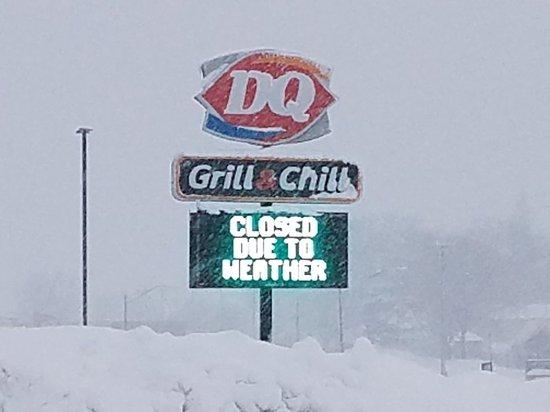 DQ
Grill & Chill
CLOSED
DUE TO
WEATHER